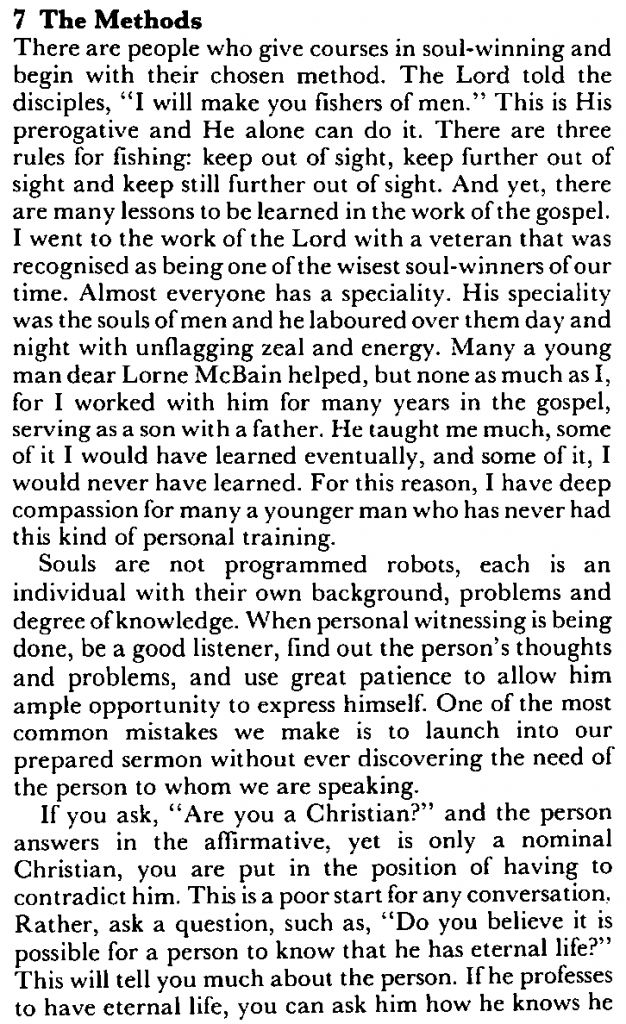 7 The Methods
There are people who give courses in soul-winning and
begin with their chosen method. The Lord told the
disciples, “I will make you fishers of men.” This is His
prerogative and He alone can do it. There are three
rules for fishing: keep out of sight, keep further out of
sight and keep still further out of sight. And yet, there
are many lessons to be learned in the work of the gospel.
I went to the work of the Lord with a veteran that was
recognised as being one of the wisest soul-winners of our
time. Almost everyone has a speciality. His speciality
was the souls of men and he laboured over them day and
night with unflagging zeal and energy. Many a young
man dear Lorne McBain helped, but none as much as I,
for I worked with him for many years in the gospel,
serving as a son with a father. He taught me much, some
of it I would have learned eventually, and some of it, I
would never have learned. For this reason, I have deep
compassion for many a younger man who has never had
this kind of personal training.
Souls are not programmed robots, each is an
individual with their own background, problems and
degree of knowledge. When personal witnessing is being
done, be a good listener, find out the person’s thoughts
and problems, and use great patience to allow him
ample opportunity to express himself. One of the most
common mistakes we make is to launch into our
prepared sermon without ever discovering the need of
the person to whom we are speaking.
If you ask, “Are you a Christian?” and the person
answers in the affirmative, yet is only a nominal
Christian, you are put in the position of having to
contradict him. This is a poor start for any conversation.
Rather, ask a question, such as, “Do you believe it is
possible for a person to know that he has eternal life?”
This will tell you much about the person. If he professes
to have eternal life, you can ask him how he knows he